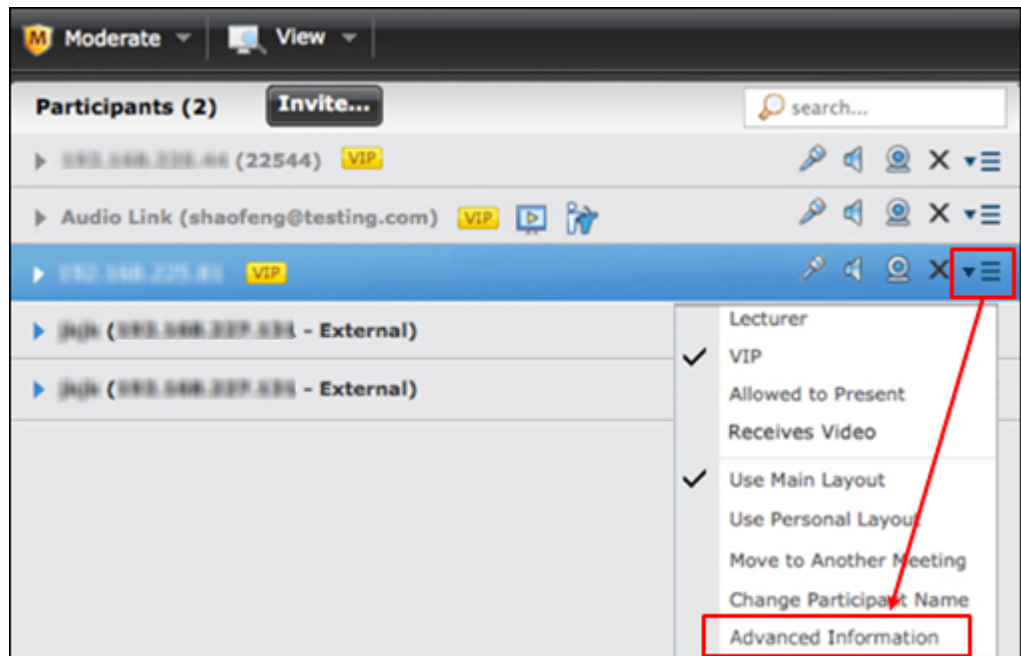 M Moderate View
Participants (2) Invite... search...
(22544) VIP
Audio Link (shaofeng@testing.com) VIP
VIP
( - External)
( - External)
Lecturer
VIP
Allowed to Present
Receives Video
Use Main Layout
Use Personal Layout
Move to Another Meeting
Change Participant Name
Advanced Information